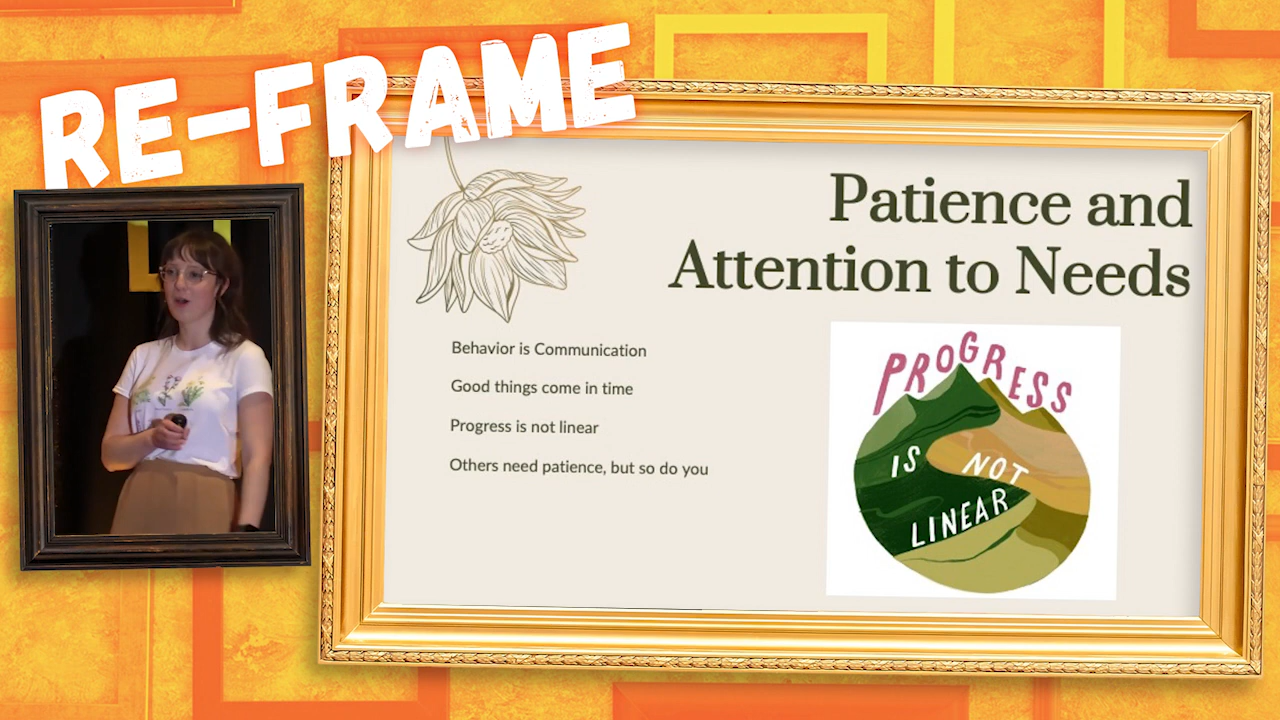 RE-FRAME
Patience and
Attention to Needs
Behavior is Communication
Good things come in time
Progress is not linear
Others need patience, but so do you
PROGRESS
IS NOT
LINEAR